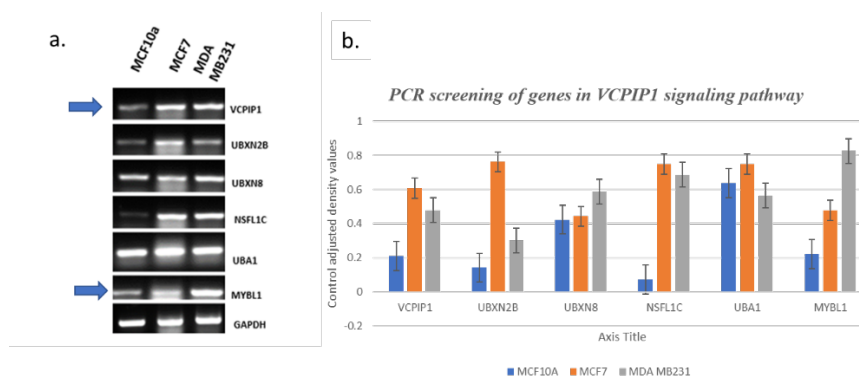 a.
MCF10a
MCF7
MDA
MB231
VCPIP1
UBXN2B
UBXN8
NSFL1C
UBA1
MYBL1
GAPDH
b.
PCR screening of genes in VCPIP1 signaling pathway
Control adjusted density values
1
0.8
0.6
0.4
0.2
0
-0.2
VCPIP1 UBXN2B UBXN8 NSFL1C UBA1 MYBL1
Axis Title
MCF10A MCF7 MDA MB231